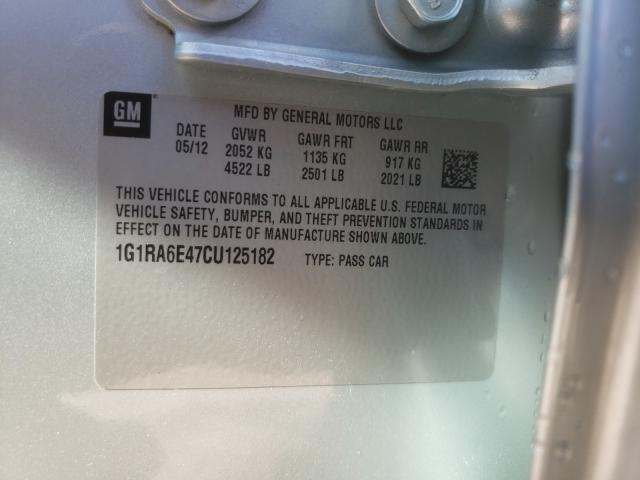 GM
MFD BY GENERAL MOTORS LLC
DATE GVWR GAWR FRT GAWR RR
05/12 2052 KG 1135 KG 917 KG
4522 LB 2501 LB 2021 LB
THIS VEHICLE CONFORMS TO ALL APPLICABLE U.S. FEDERAL MOTOR
VEHICLE SAFETY, BUMPER, AND THEFT PREVENTION STANDARDS IN
EFFECT ON THE DATE OF MANUFACTURE SHOWN ABOVE.
1G1RA6E47CU125182 TYPE: PASS CAR